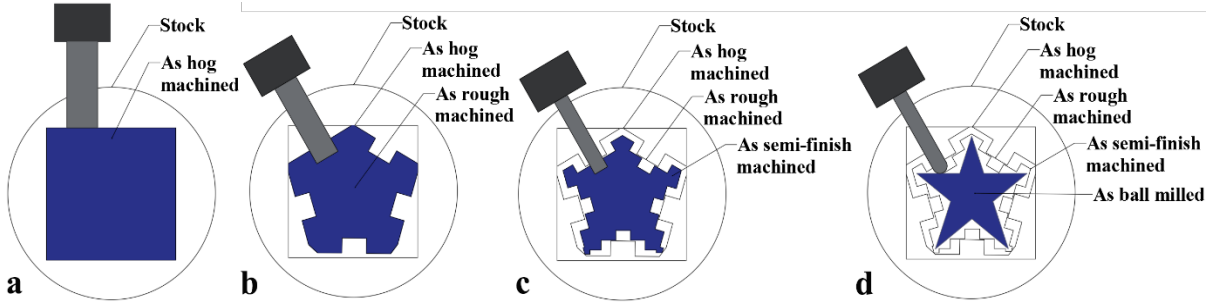 Stock
As hog
machined
a
Stock
As hog
machined
As rough
machined
b
Stock
As hog
machined
As rough
machined
As semi-finish
machined
c
Stock
As hog
machined
As rough
machined
As semi-finish
machined
As ball milled
d